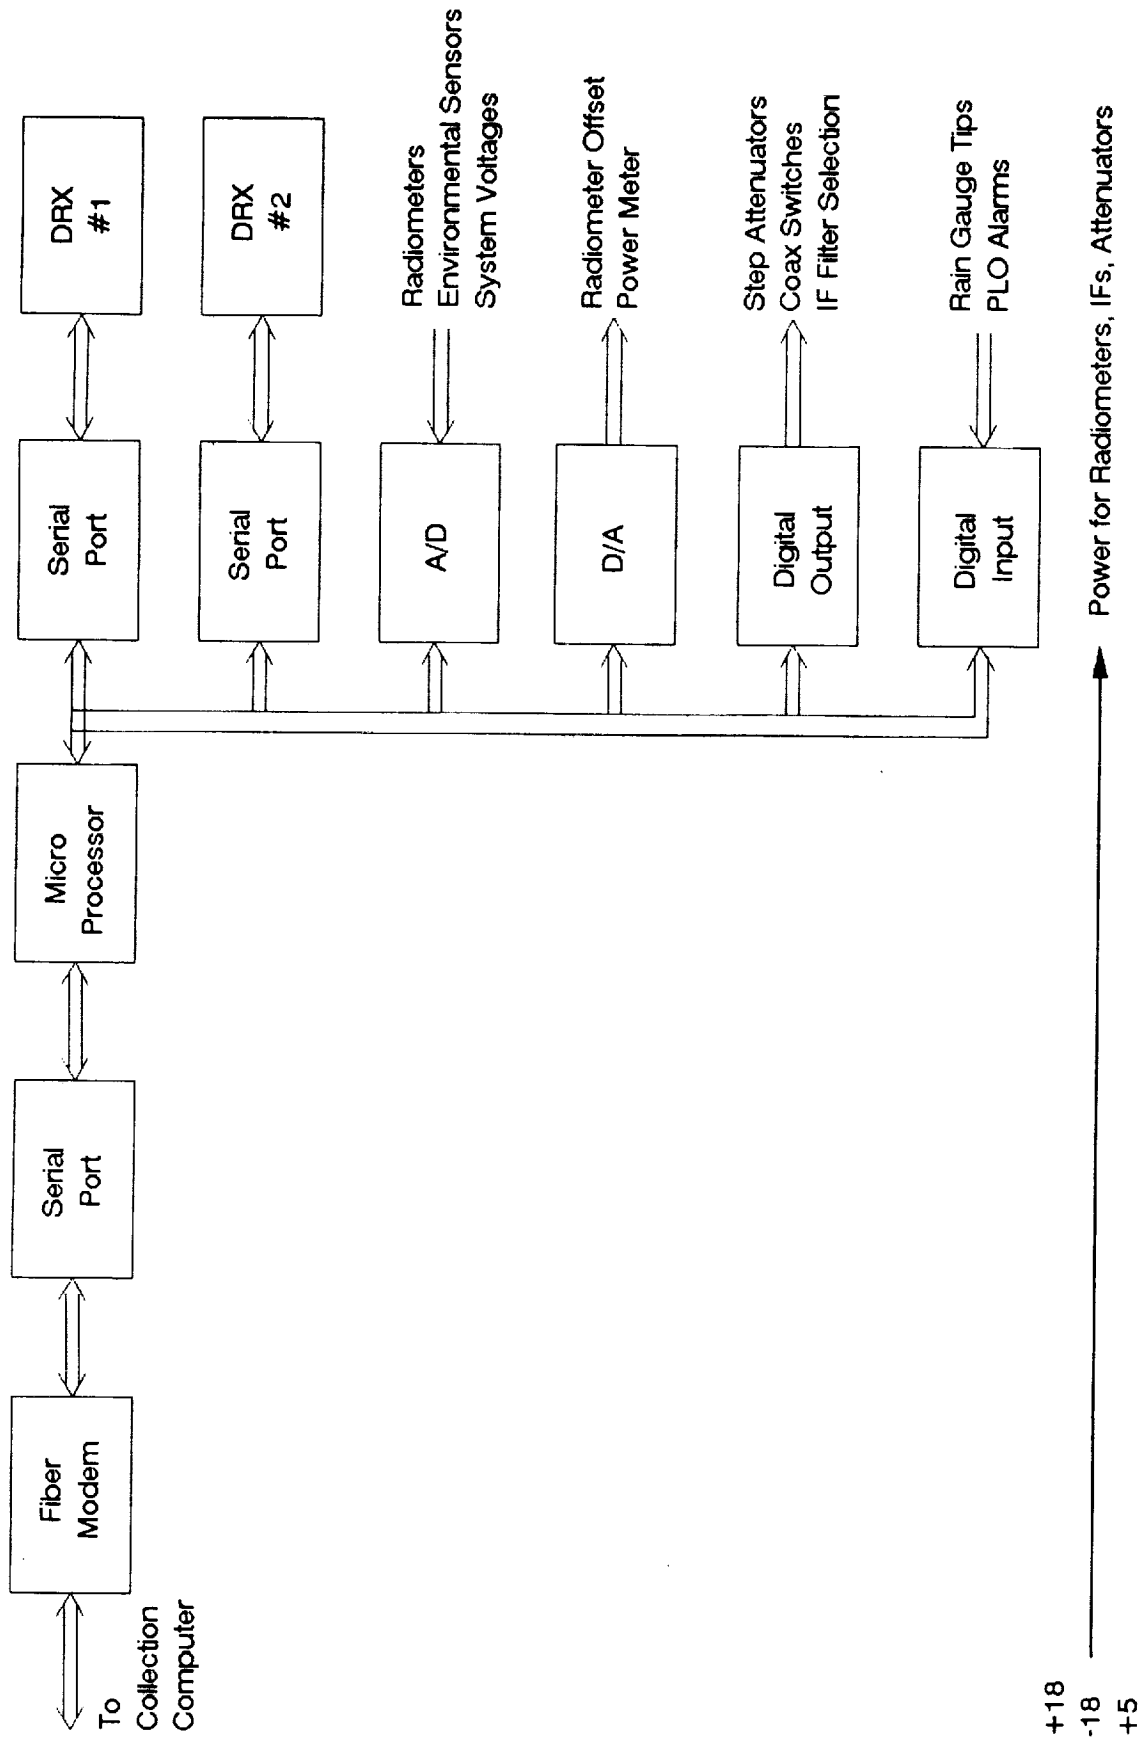 To
Collection
Computer
Fiber
Modem
Serial
Port
Micro
Processor
Serial
Port
DRX
#1
Serial
Port
DRX
#2
A/D
Radiometers
Environmental Sensors
System Voltages
D/A
Radiometer Offset
Power Meter
Digital
Output
Step Attenuators
Coax Switches
IF Filter Selection
Digital
Input
Rain Gauge Tips
PLO Alarms
+18
-18
+5
Power for Radiometers, IFs, Attenuators